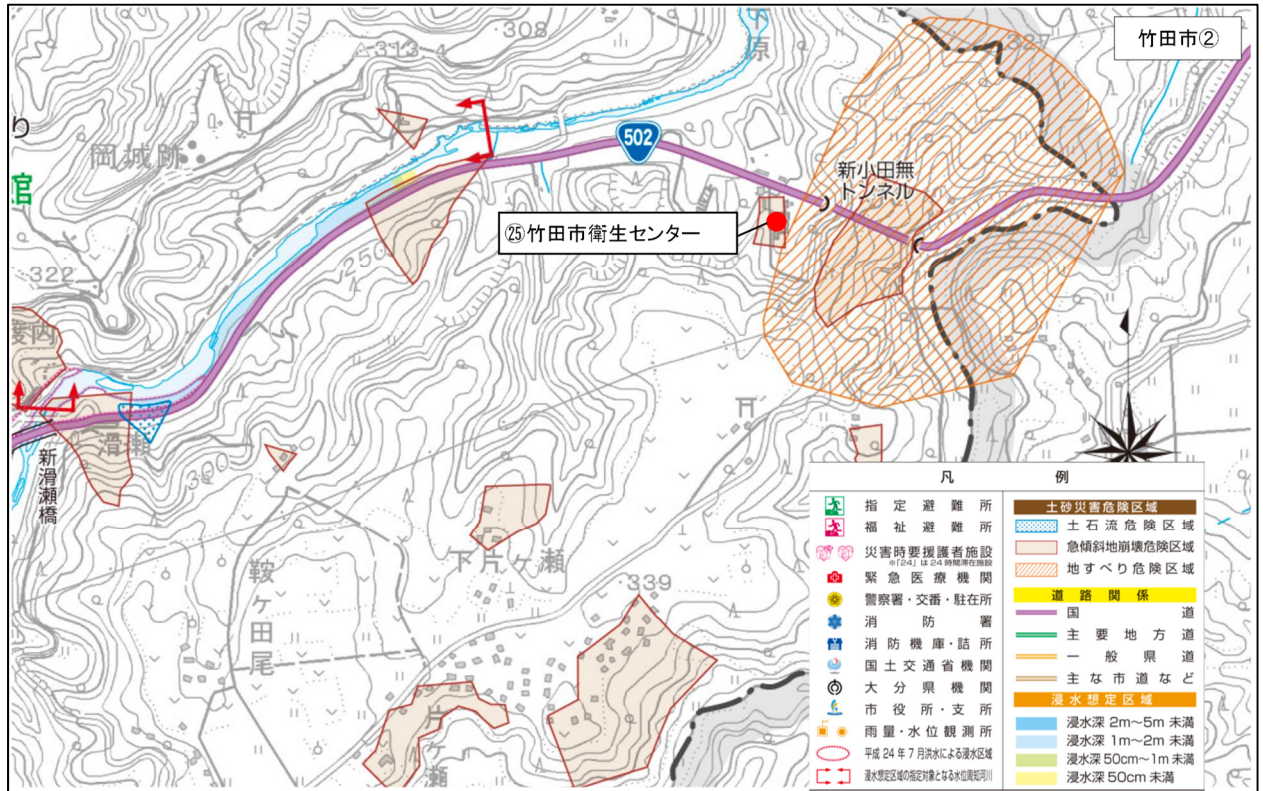 竹田市②
308
313
原
327
り
岡城跡
館
502
新小田無
トンネル
㉕竹田市衛生センター
250
322
滑瀬
300
新滑瀬橋
下片ヶ瀬
339
鞍ヶ田尾
片ヶ瀬
凡 例
指定避難所
福祉避難所
災害時要援護者施設
※「24」は24時間滞在施設
緊急医療機関
警察署・交番・駐在所
消防署
消防機庫・詰所
国土交通省機関
大分県機関
市役所・支所
雨量・水位観測所
平成24年7月洪水による浸水区域
浸水想定区域の指定対象となる水位周知河川
土砂災害危険区域
土石流危険区域
急傾斜地崩壊危険区域
地すべり危険区域
道路関係
国道
主要地方道
一般県道
主な市道など
浸水想定区域
浸水深 2m～5m 未満
浸水深 1m～2m 未満
浸水深 50cm～1m 未満
浸水深 50cm 未満